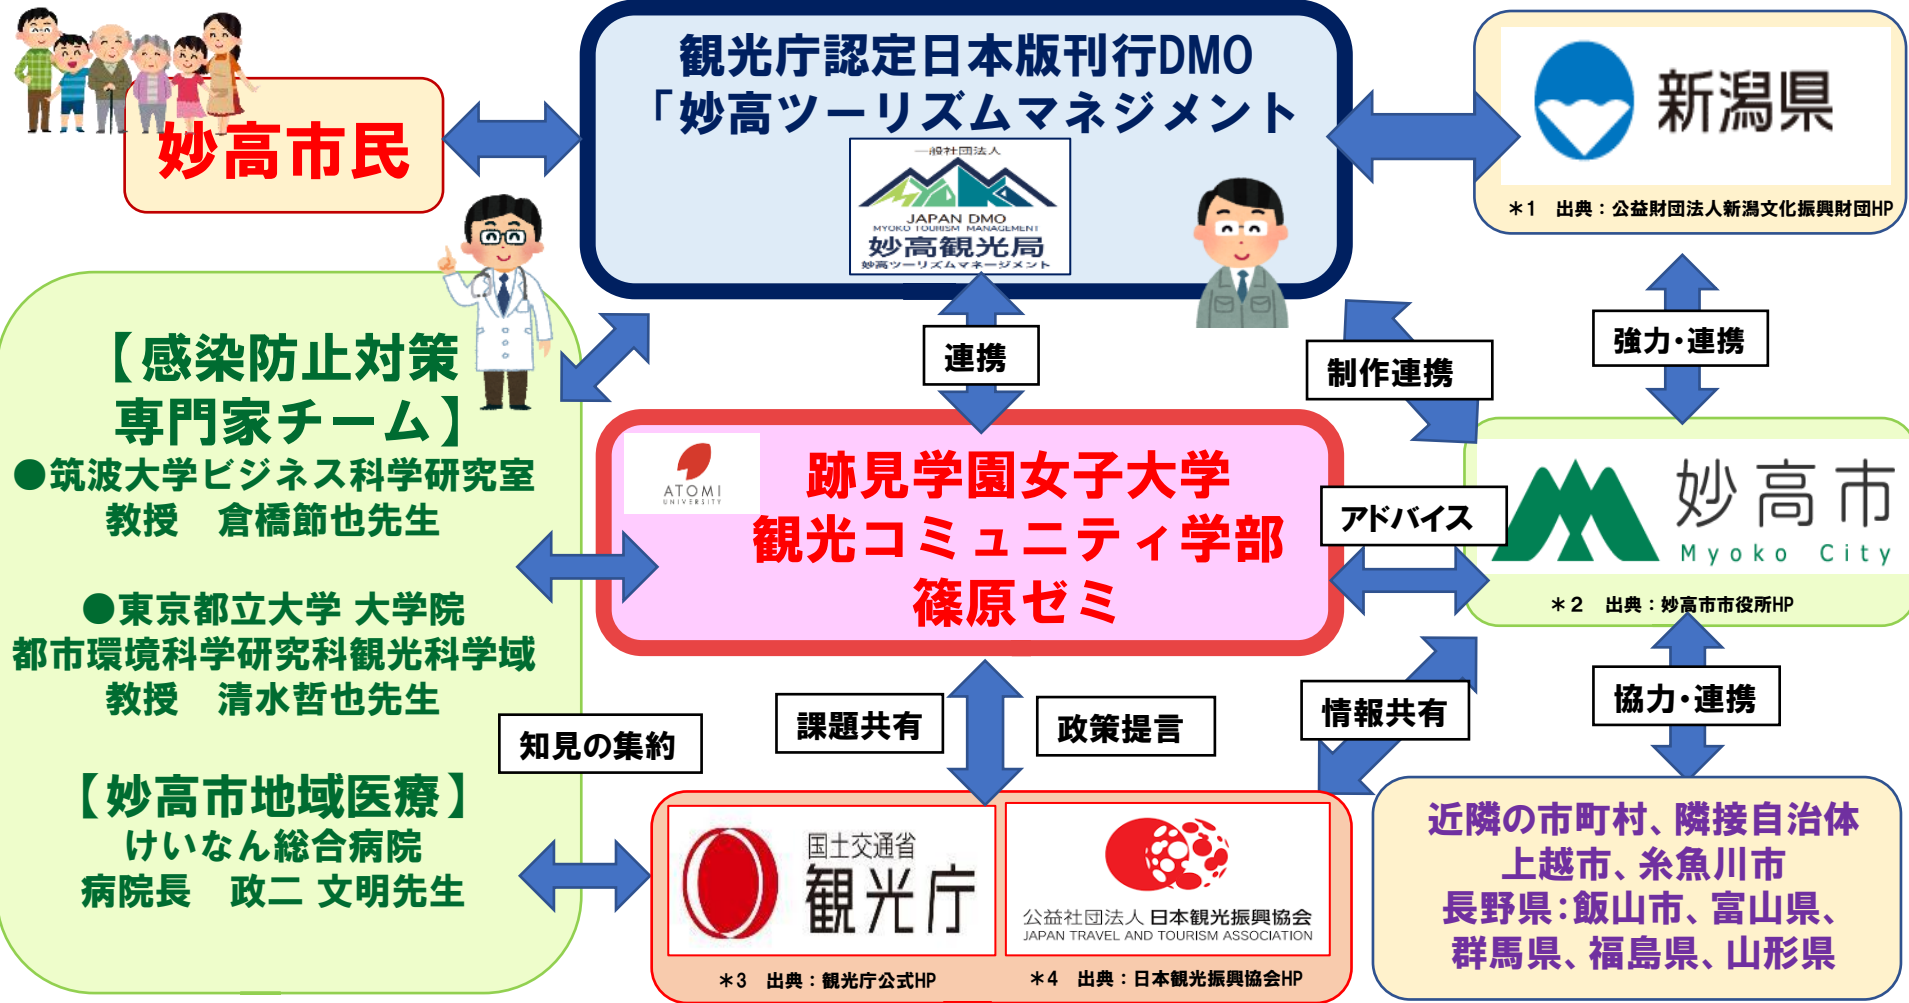 観光庁認定日本版刊行DMO
「妙高ツーリズムマネジメント
一般社団法人
MYOKO
JAPAN DMO
MYOKO TOURISM MANAGEMENT
妙高観光局
妙高ツーリズムマネージメント
妙高市民
新潟県
*1 出典：公益財団法人新潟文化振興財団HP
【感染防止対策
専門家チーム】
●筑波大学ビジネス科学研究室
教授 倉橋節也先生
●東京都立大学 大学院
都市環境科学研究科観光科学域
教授 清水哲也先生
【妙高市地域医療】
けいなん総合病院
病院長 政二 文明先生
連携
制作連携
強力・連携
ATOMI
UNIVERSITY
跡見学園女子大学
観光コミュニティ学部
篠原ゼミ
アドバイス
妙高市
Myoko City
*2 出典：妙高市市役所HP
知見の集約
課題共有
政策提言
情報共有
協力・連携
国土交通省
観光庁
*3 出典：観光庁公式HP
公益社団法人 日本観光振興協会
JAPAN TRAVEL AND TOURISM ASSOCIATION
*4 出典：日本観光振興協会HP
近隣の市町村、隣接自治体
上越市、糸魚川市
長野県：飯山市、富山県、
群馬県、福島県、山形県